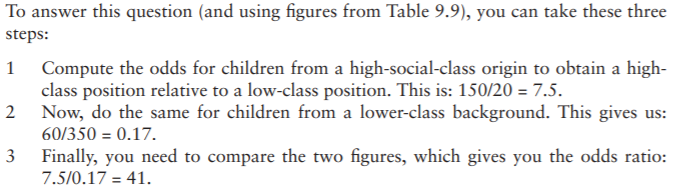 To answer this question (and using figures from Table 9.9), you can take these three
steps:
1 Compute the odds for children from a high-social-class origin to obtain a high-
class position relative to a low-class position. This is: 150/20 = 7.5.
2 Now, do the same for children from a lower-class background. This gives us:
60/350 = 0.17.
3 Finally, you need to compare the two figures, which gives you the odds ratio:
7.5/0.17 = 41.